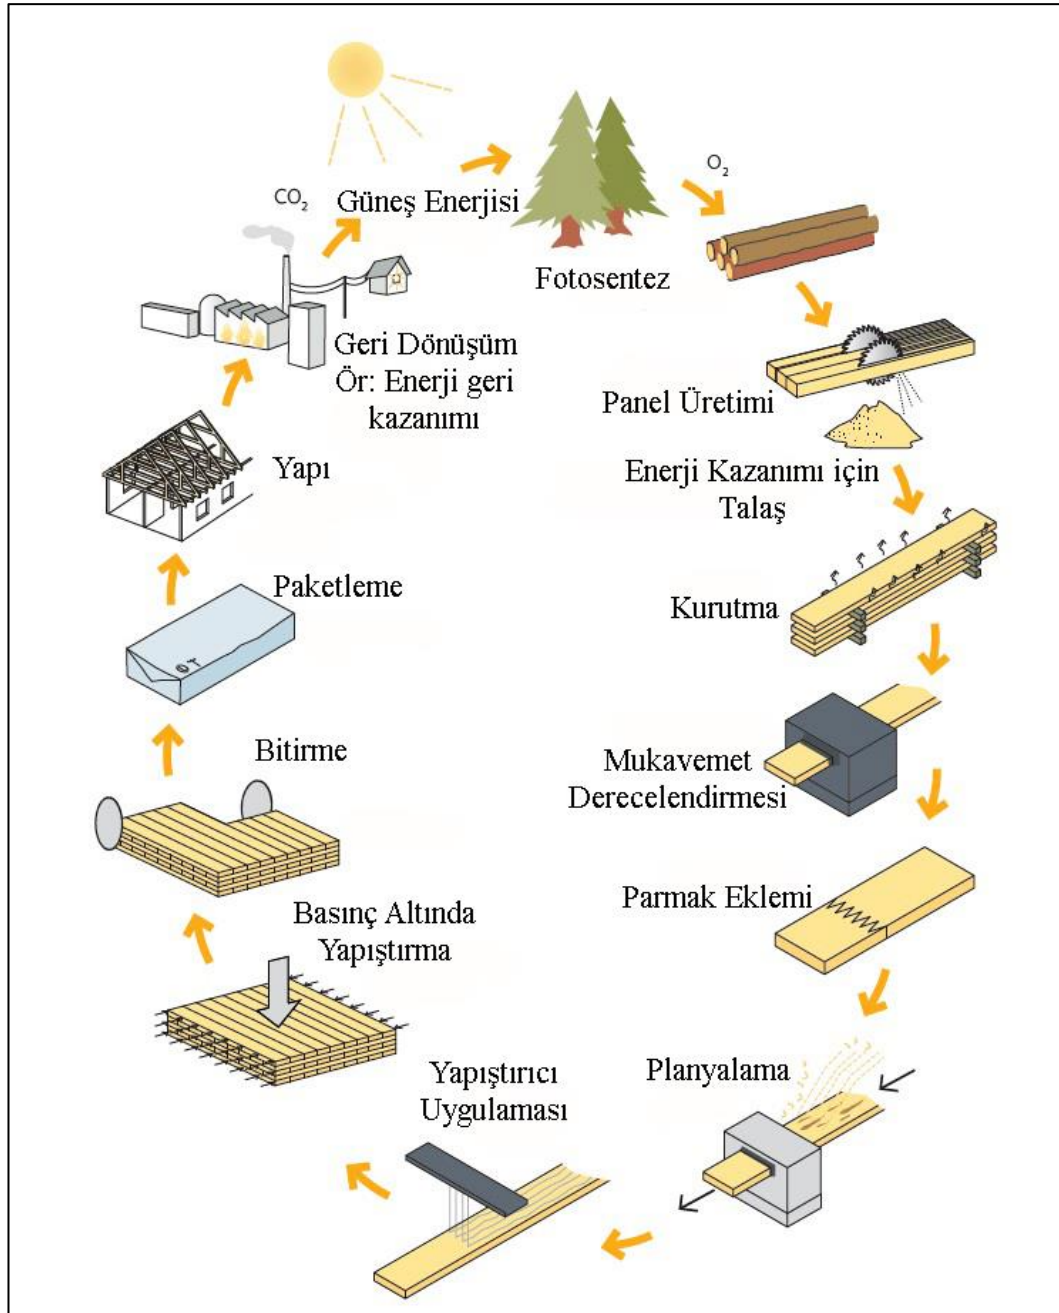 CO₂
Güneş Enerjisi
Fotosentez
O₂
Panel Üretimi
Enerji Kazanımı için
Talaş
Kurutma
Mukavemet
Derecelendirmesi
Parmak Eklemi
Planyalama
Yapıştırıcı
Uygulaması
Basınç Altında
Yapıştırma
Bitirme
Paketleme
Yapı
Geri Dönüşüm
Ör: Enerji geri
kazanımı